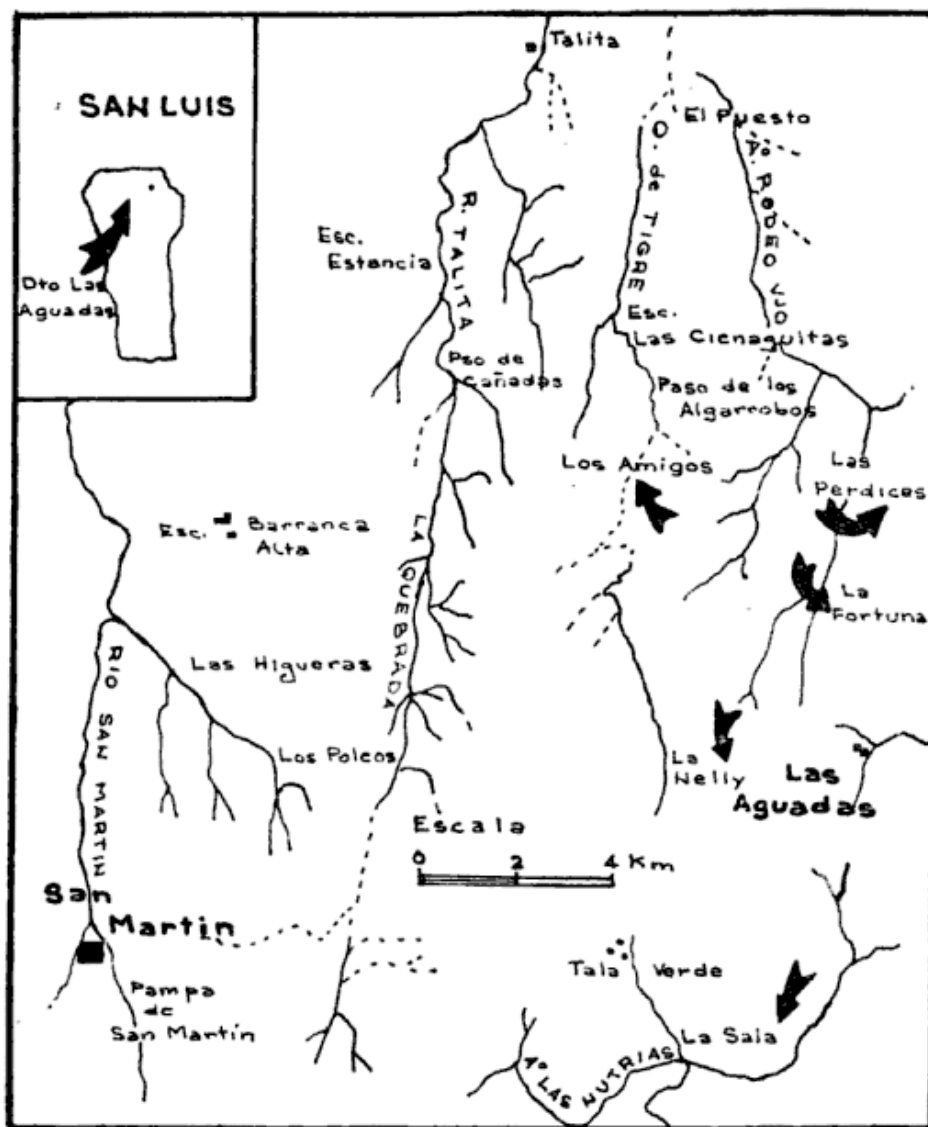 SAN LUIS
Dto Las
Aguadas
Talita
El Puesto
Q. de TIGRE
Aº RODEO VJO
R. TALITA
Esc.
Estancia
Esc.
Las Cienaguitas
Pso de
Cañadas
Paso de los
Algarrobos
Los Amigos
Las
Perdices
Esc.
Barranca
Alta
LA QUEBRADA
La
Fortuna
RIO SAN MARTIN
Las Higueras
Los Poleos
La
Nelly
Las
Aguadas
Escala
0 2 4 Km
San
Martin
Tala Verde
Pampa
de
San Martín
La Sala
Aº LAS NUTRIAS